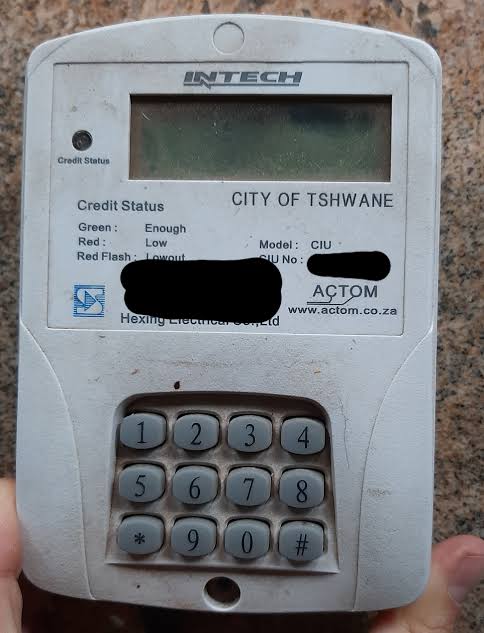 INTECH
Credit Status
CITY OF TSHWANE
Credit Status
Green : Enough
Red : Low
Red Flash : Lowout
Model : CIU
CIU No :
ACTOM
www.actom.co.za
Hexing Electrical Co.,Ltd
1 2 3 4
5 6 7 8
* 9 0 #